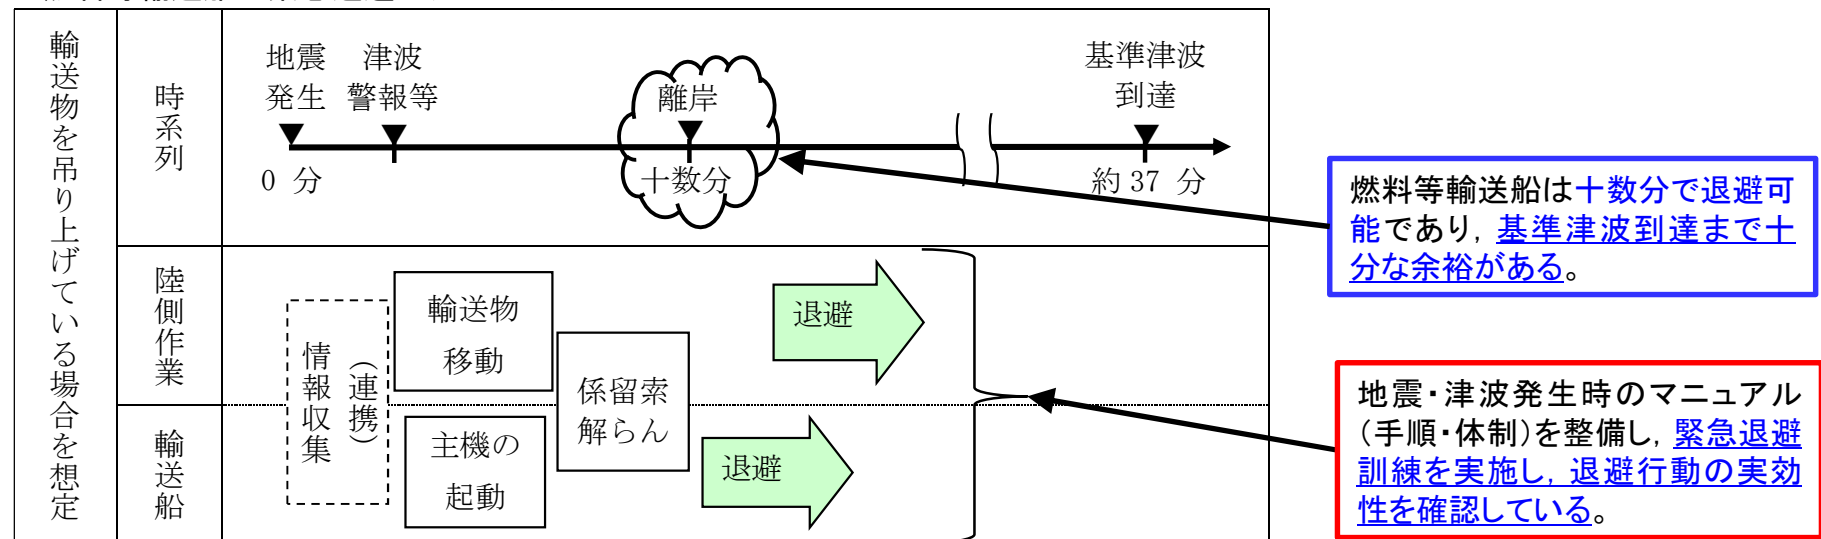 輸送物を吊り上げている場合を想定
時系列
地震
発生
津波
警報等
離岸
基準津波
到達
0 分
十数分
約 37 分
陸側作業
輸送船
情報収集
（連携）
輸送物
移動
主機の
起動
係留索
解らん
退避
退避
燃料等輸送船は十数分で退避可
能であり，基準津波到達まで十
分な余裕がある。
地震・津波発生時のマニュアル
（手順・体制）を整備し，緊急退避
訓練を実施し，退避行動の実効
性を確認している。